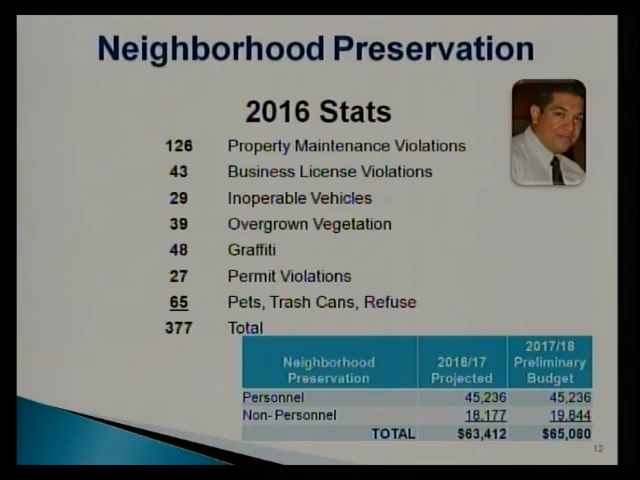 Neighborhood Preservation
2016 Stats
126 Property Maintenance Violations
43 Business License Violations
29 Inoperable Vehicles
39 Overgrown Vegetation
48 Graffiti
27 Permit Violations
65 Pets, Trash Cans, Refuse
377 Total
Neighborhood Preservation 2016/17 Projected 2017/18 Preliminary Budget
Personnel 45,236 45,236
Non- Personnel 18,177 19,844
TOTAL $63,412 $65,080
12